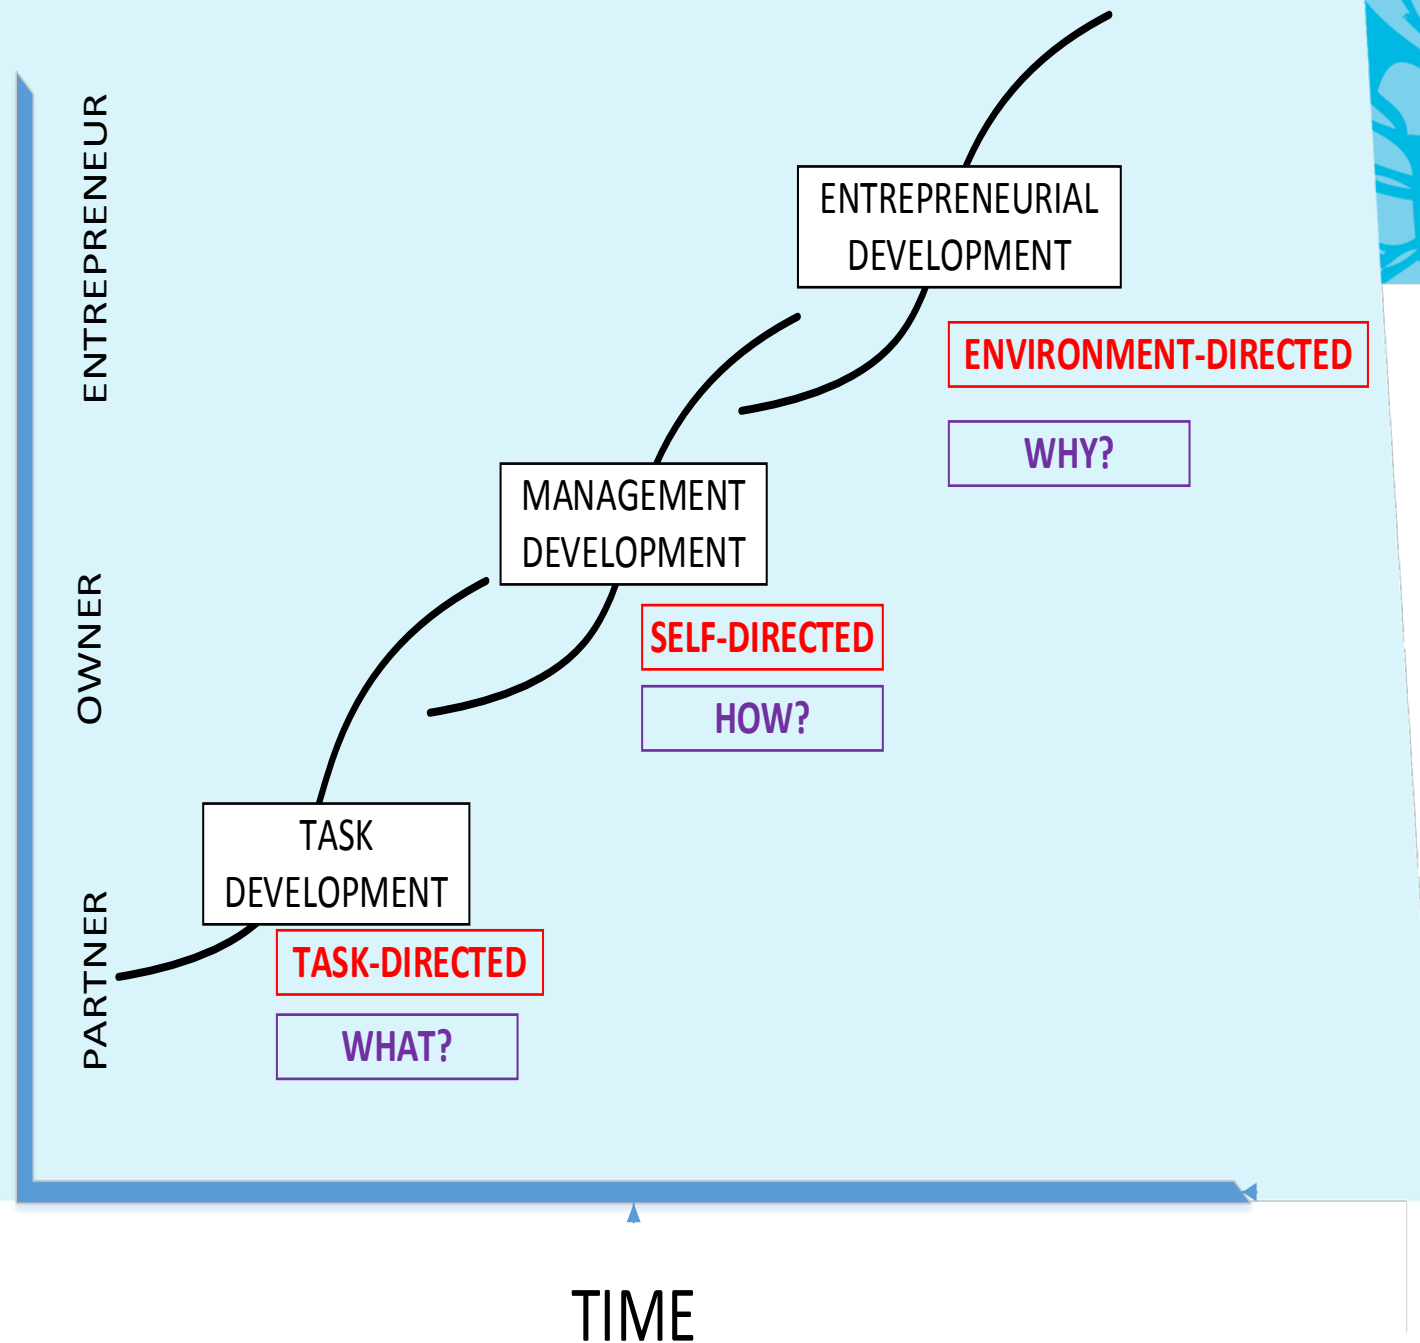 ENTREPRENEUR
ENTREPRENEURIAL
DEVELOPMENT
ENVIRONMENT-DIRECTED
WHY?
OWNER
MANAGEMENT
DEVELOPMENT
SELF-DIRECTED
HOW?
PARTNER
TASK
DEVELOPMENT
TASK-DIRECTED
WHAT?
TIME